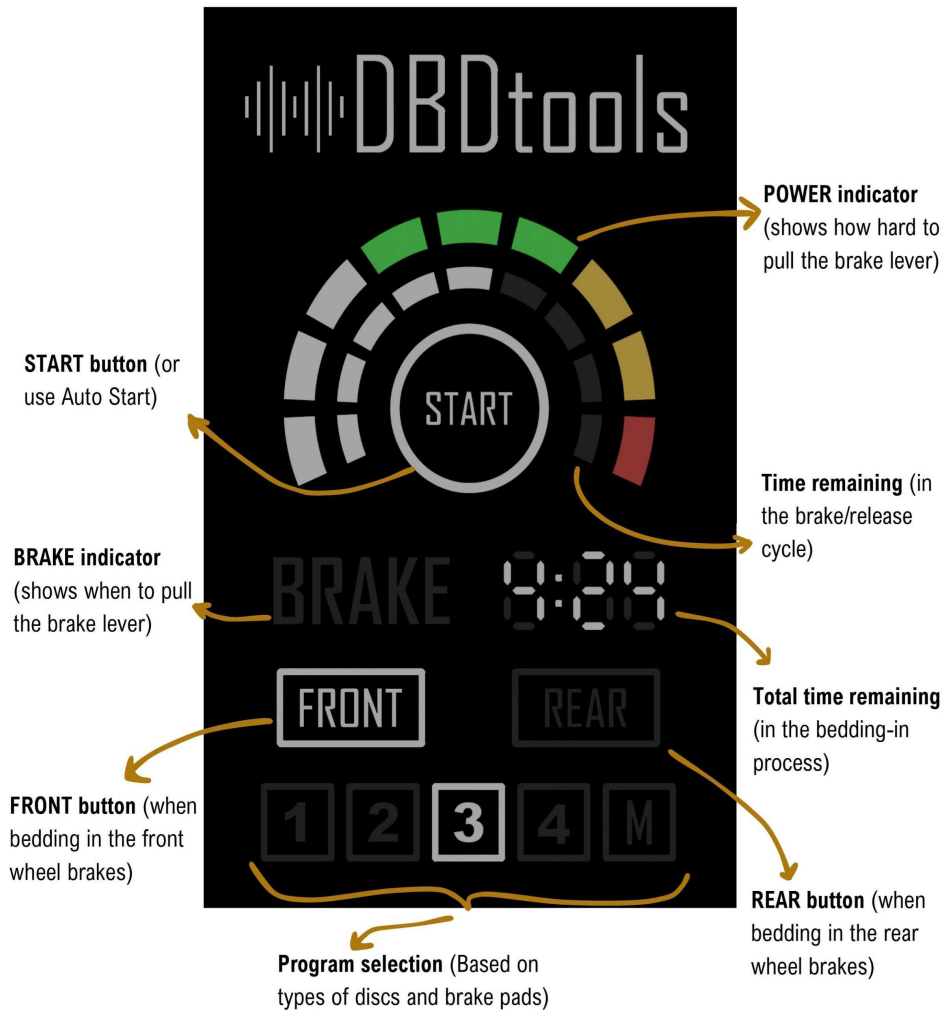 DBDtools
POWER indicator
(shows how hard to
pull the brake lever)
START button (or
use Auto Start)
START
Time remaining (in
the brake/release
cycle)
BRAKE indicator
(shows when to pull
the brake lever)
BRAKE
4:24
Total time remaining
(in the bedding-in
process)
FRONT
REAR
FRONT button (when
bedding in the front
wheel brakes)
1 2 3 4 M
REAR button (when
bedding in the rear
wheel brakes)
Program selection (Based on
types of discs and brake pads)